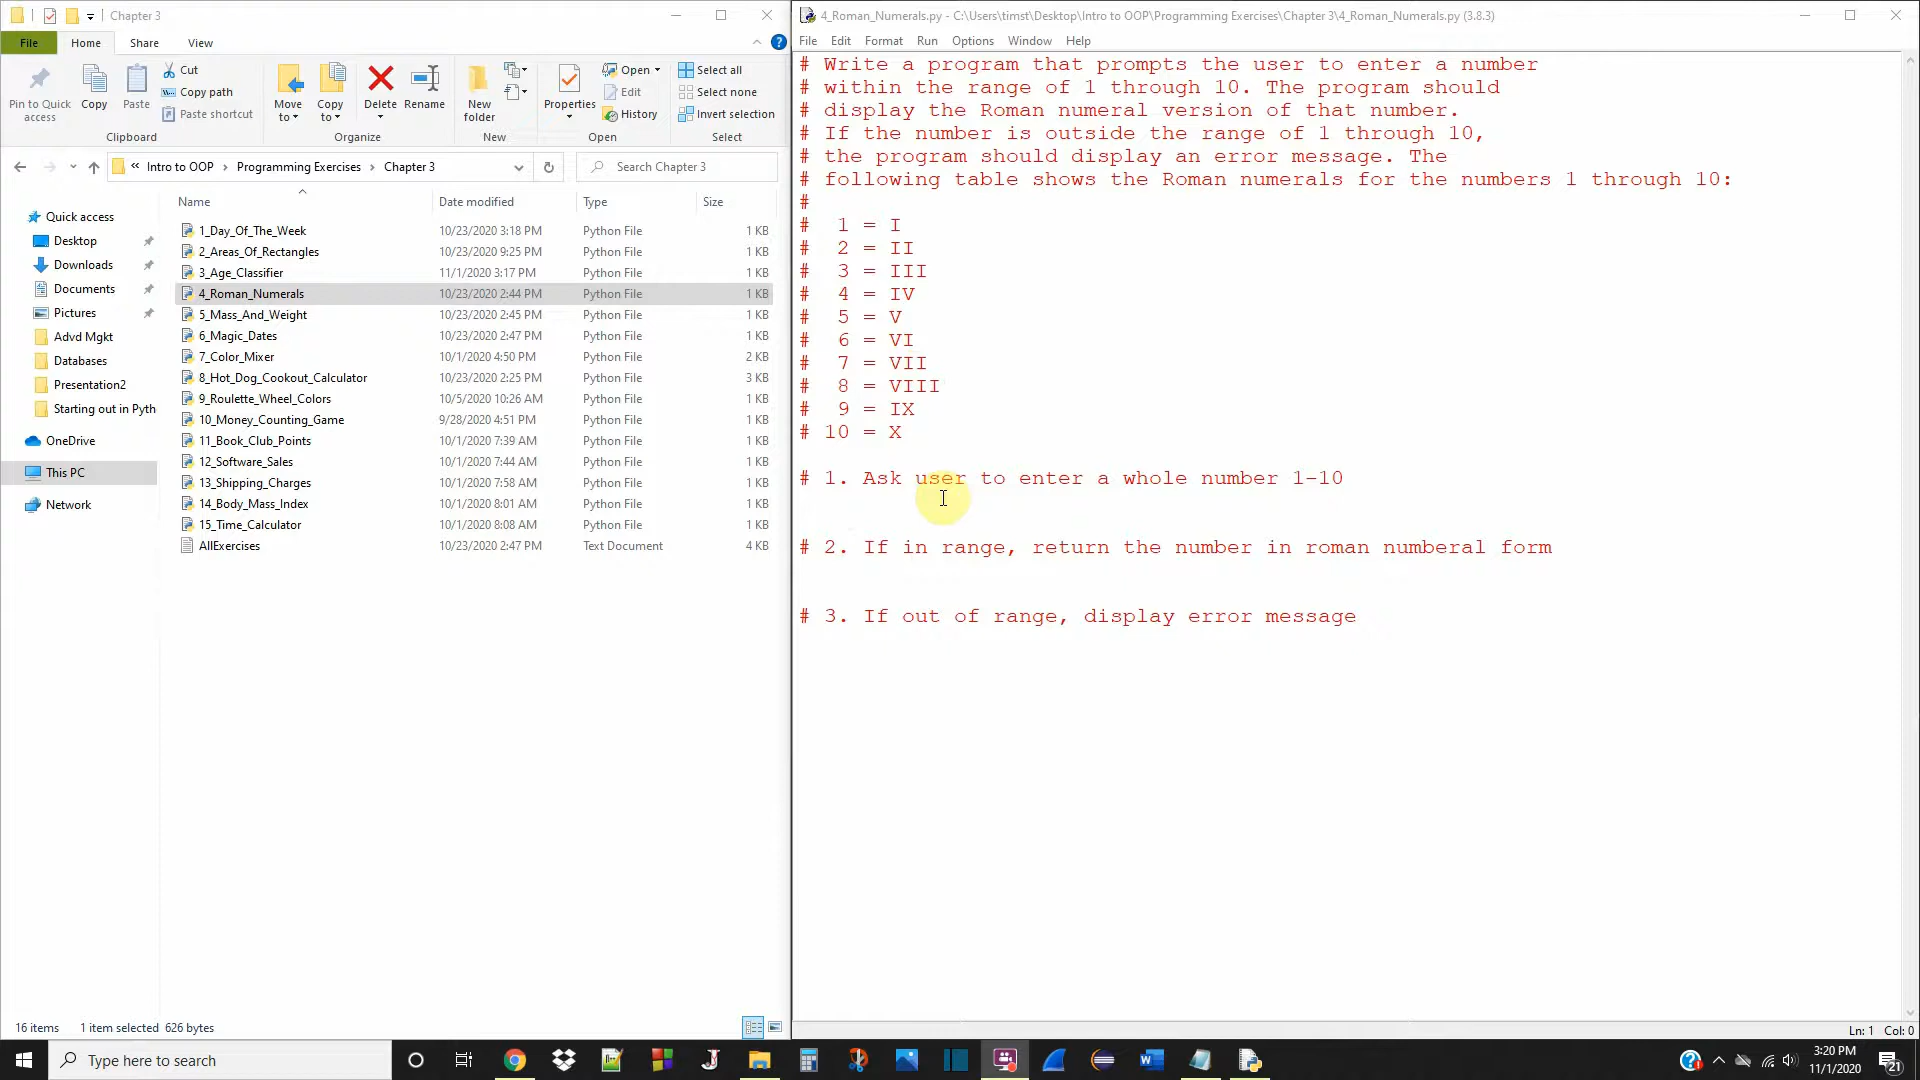 Chapter 3
File Home Share View
Pin to Quick access
Copy
Paste
Cut
Copy path
Paste shortcut
Clipboard
Move to
Copy to
Delete
Rename
Organize
New folder
New
Properties
Open
Edit
History
Open
Select all
Select none
Invert selection
Select
« Intro to OOP › Programming Exercises › Chapter 3
Search Chapter 3
Quick access
Desktop
Downloads
Documents
Pictures
Advd Mgkt
Databases
Presentation2
Starting out in Pyth
OneDrive
This PC
Network
Name Date modified Type Size
1_Day_Of_The_Week 10/23/2020 3:18 PM Python File 1 KB
2_Areas_Of_Rectangles 10/23/2020 9:25 PM Python File 1 KB
3_Age_Classifier 11/1/2020 3:17 PM Python File 1 KB
4_Roman_Numerals 10/23/2020 2:44 PM Python File 1 KB
5_Mass_And_Weight 10/23/2020 2:45 PM Python File 1 KB
6_Magic_Dates 10/23/2020 2:47 PM Python File 1 KB
7_Color_Mixer 10/1/2020 4:50 PM Python File 2 KB
8_Hot_Dog_Cookout_Calculator 10/23/2020 2:25 PM Python File 3 KB
9_Roulette_Wheel_Colors 10/5/2020 10:26 AM Python File 1 KB
10_Money_Counting_Game 9/28/2020 4:51 PM Python File 1 KB
11_Book_Club_Points 10/1/2020 7:39 AM Python File 1 KB
12_Software_Sales 10/1/2020 7:44 AM Python File 1 KB
13_Shipping_Charges 10/1/2020 7:58 AM Python File 1 KB
14_Body_Mass_Index 10/1/2020 8:01 AM Python File 1 KB
15_Time_Calculator 10/1/2020 8:08 AM Python File 1 KB
AllExercises 10/23/2020 2:47 PM Text Document 4 KB
16 items 1 item selected 626 bytes
4_Roman_Numerals.py - C:\Users\timst\Desktop\Intro to OOP\Programming Exercises\Chapter 3\4_Roman_Numerals.py (3.8.3)
File Edit Format Run Options Window Help
# Write a program that prompts the user to enter a number
# within the range of 1 through 10. The program should
# display the Roman numeral version of that number.
# If the number is outside the range of 1 through 10,
# the program should display an error message. The
# following table shows the Roman numerals for the numbers 1 through 10:
#
# 1 = I
# 2 = II
# 3 = III
# 4 = IV
# 5 = V
# 6 = VI
# 7 = VII
# 8 = VIII
# 9 = IX
# 10 = X
# 1. Ask user to enter a whole number 1-10
# 2. If in range, return the number in roman numberal form
# 3. If out of range, display error message
Ln: 1 Col: 0
Type here to search
3:20 PM
11/1/2020
21